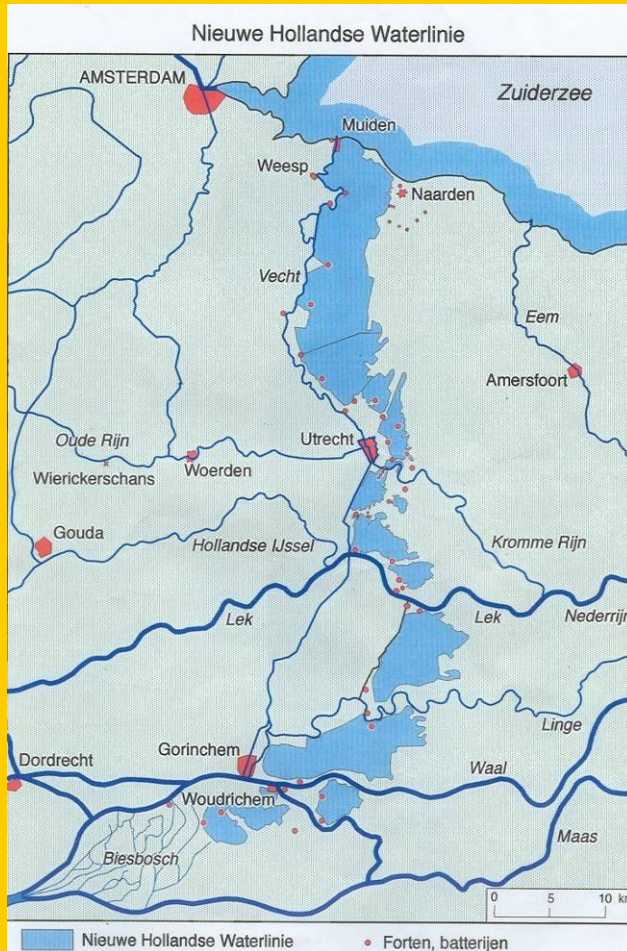 Nieuwe Hollandse Waterlinie
AMSTERDAM
Zuiderzee
Muiden
Weesp
Naarden
Vecht
Eem
Amersfoort
Oude Rijn
Utrecht
Wierickerschans
Woerden
Gouda
Hollandse IJssel
Kromme Rijn
Lek
Lek
Nederrijn
Linge
Gorinchem
Dordrecht
Waal
Woudrichem
Maas
Biesbosch
0 5 10 km
Nieuwe Hollandse Waterlinie
Forten, batterijen